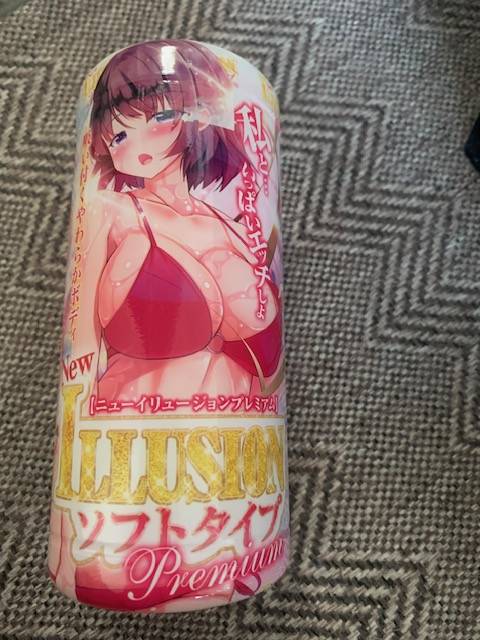 私と…
いっぱいエッチしよ
やわらかボディ
New
【ニューイリュージョンプレミアム】
ILLUSION
ソフトタイプ
Premium